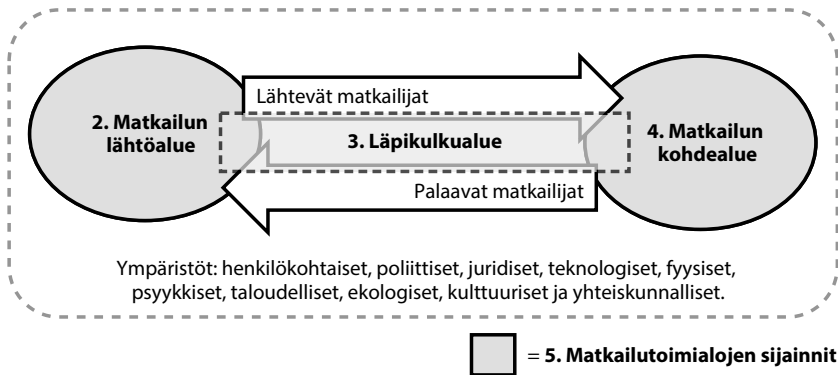 Lähtevät matkailijat
2. Matkailun
lähtöalue
3. Läpikulkualue
4. Matkailun
kohdealue
Palaavat matkailijat
Ympäristöt: henkilökohtaiset, poliittiset, juridiset, teknologiset, fyysiset,
psyykkiset, taloudelliset, ekologiset, kulttuuriset ja yhteiskunnalliset.
= 5. Matkailutoimialojen sijainnit